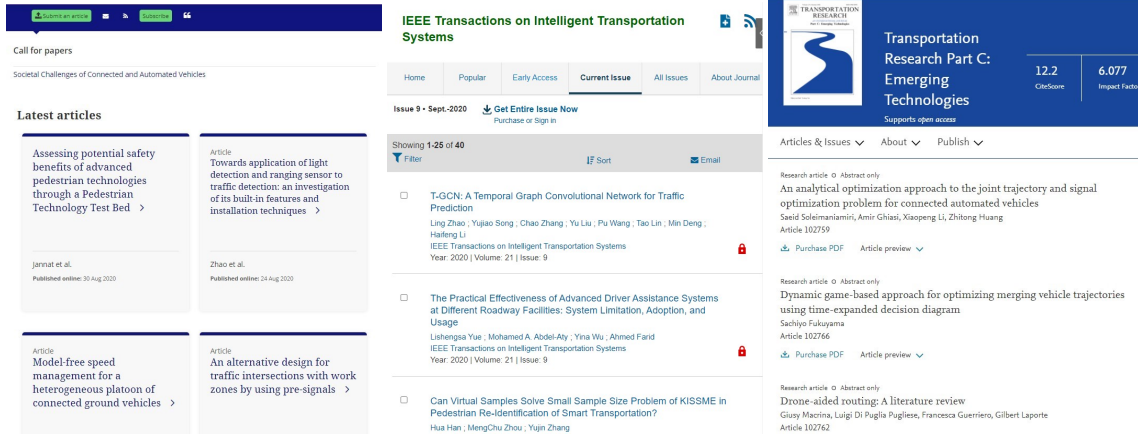 Submit an article
Subscribe
Call for papers
Societal Challenges of Connected and Automated Vehicles
Latest articles
Assessing potential safety
benefits of advanced
pedestrian technologies
through a Pedestrian
Technology Test Bed >
Jannat et al.
Published online: 30 Aug 2020
Article
Towards application of light
detection and ranging sensor to
traffic detection: an investigation
of its built-in features and
installation techniques >
Zhao et al.
Published online: 24 Aug 2020
Article
Model-free speed
management for a
heterogeneous platoon of
connected ground vehicles >
Article
An alternative design for
traffic intersections with work
zones by using pre-signals >
IEEE Transactions on Intelligent Transportation
Systems
Home Popular Early Access Current Issue All Issues About Journal
Issue 9 • Sept.-2020 Get Entire Issue Now
Purchase or Sign in
Showing 1-25 of 40
Filter Sort Email
T-GCN: A Temporal Graph Convolutional Network for Traffic
Prediction
Ling Zhao ; Yujiao Song ; Chao Zhang ; Yu Liu ; Pu Wang ; Tao Lin ; Min Deng ;
Haifeng Li
IEEE Transactions on Intelligent Transportation Systems
Year: 2020 | Volume: 21 | Issue: 9
The Practical Effectiveness of Advanced Driver Assistance Systems
at Different Roadway Facilities: System Limitation, Adoption, and
Usage
Lishengsa Yue ; Mohamed A. Abdel-Aty ; Yina Wu ; Ahmed Farid
IEEE Transactions on Intelligent Transportation Systems
Year: 2020 | Volume: 21 | Issue: 9
Can Virtual Samples Solve Small Sample Size Problem of KISSME in
Pedestrian Re-Identification of Smart Transportation?
Hua Han ; MengChu Zhou ; Yujin Zhang
TRANSPORTATION
RESEARCH
Transportation
Research Part C:
Emerging
Technologies
Supports open access
12.2
CiteScore
6.077
Impact Facto
Articles & Issues About Publish
Research article Abstract only
An analytical optimization approach to the joint trajectory and signal
optimization problem for connected automated vehicles
Saeid Soleimaniamiri, Amir Ghiasi, Xiaopeng Li, Zhitong Huang
Article 102759
Purchase PDF Article preview
Research article Abstract only
Dynamic game-based approach for optimizing merging vehicle trajectories
using time-expanded decision diagram
Sachiyo Fukuyama
Article 102766
Purchase PDF Article preview
Research article Abstract only
Drone-aided routing: A literature review
Giusy Macrina, Luigi Di Puglia Pugliese, Francesca Guerriero, Gilbert Laporte
Article 102762